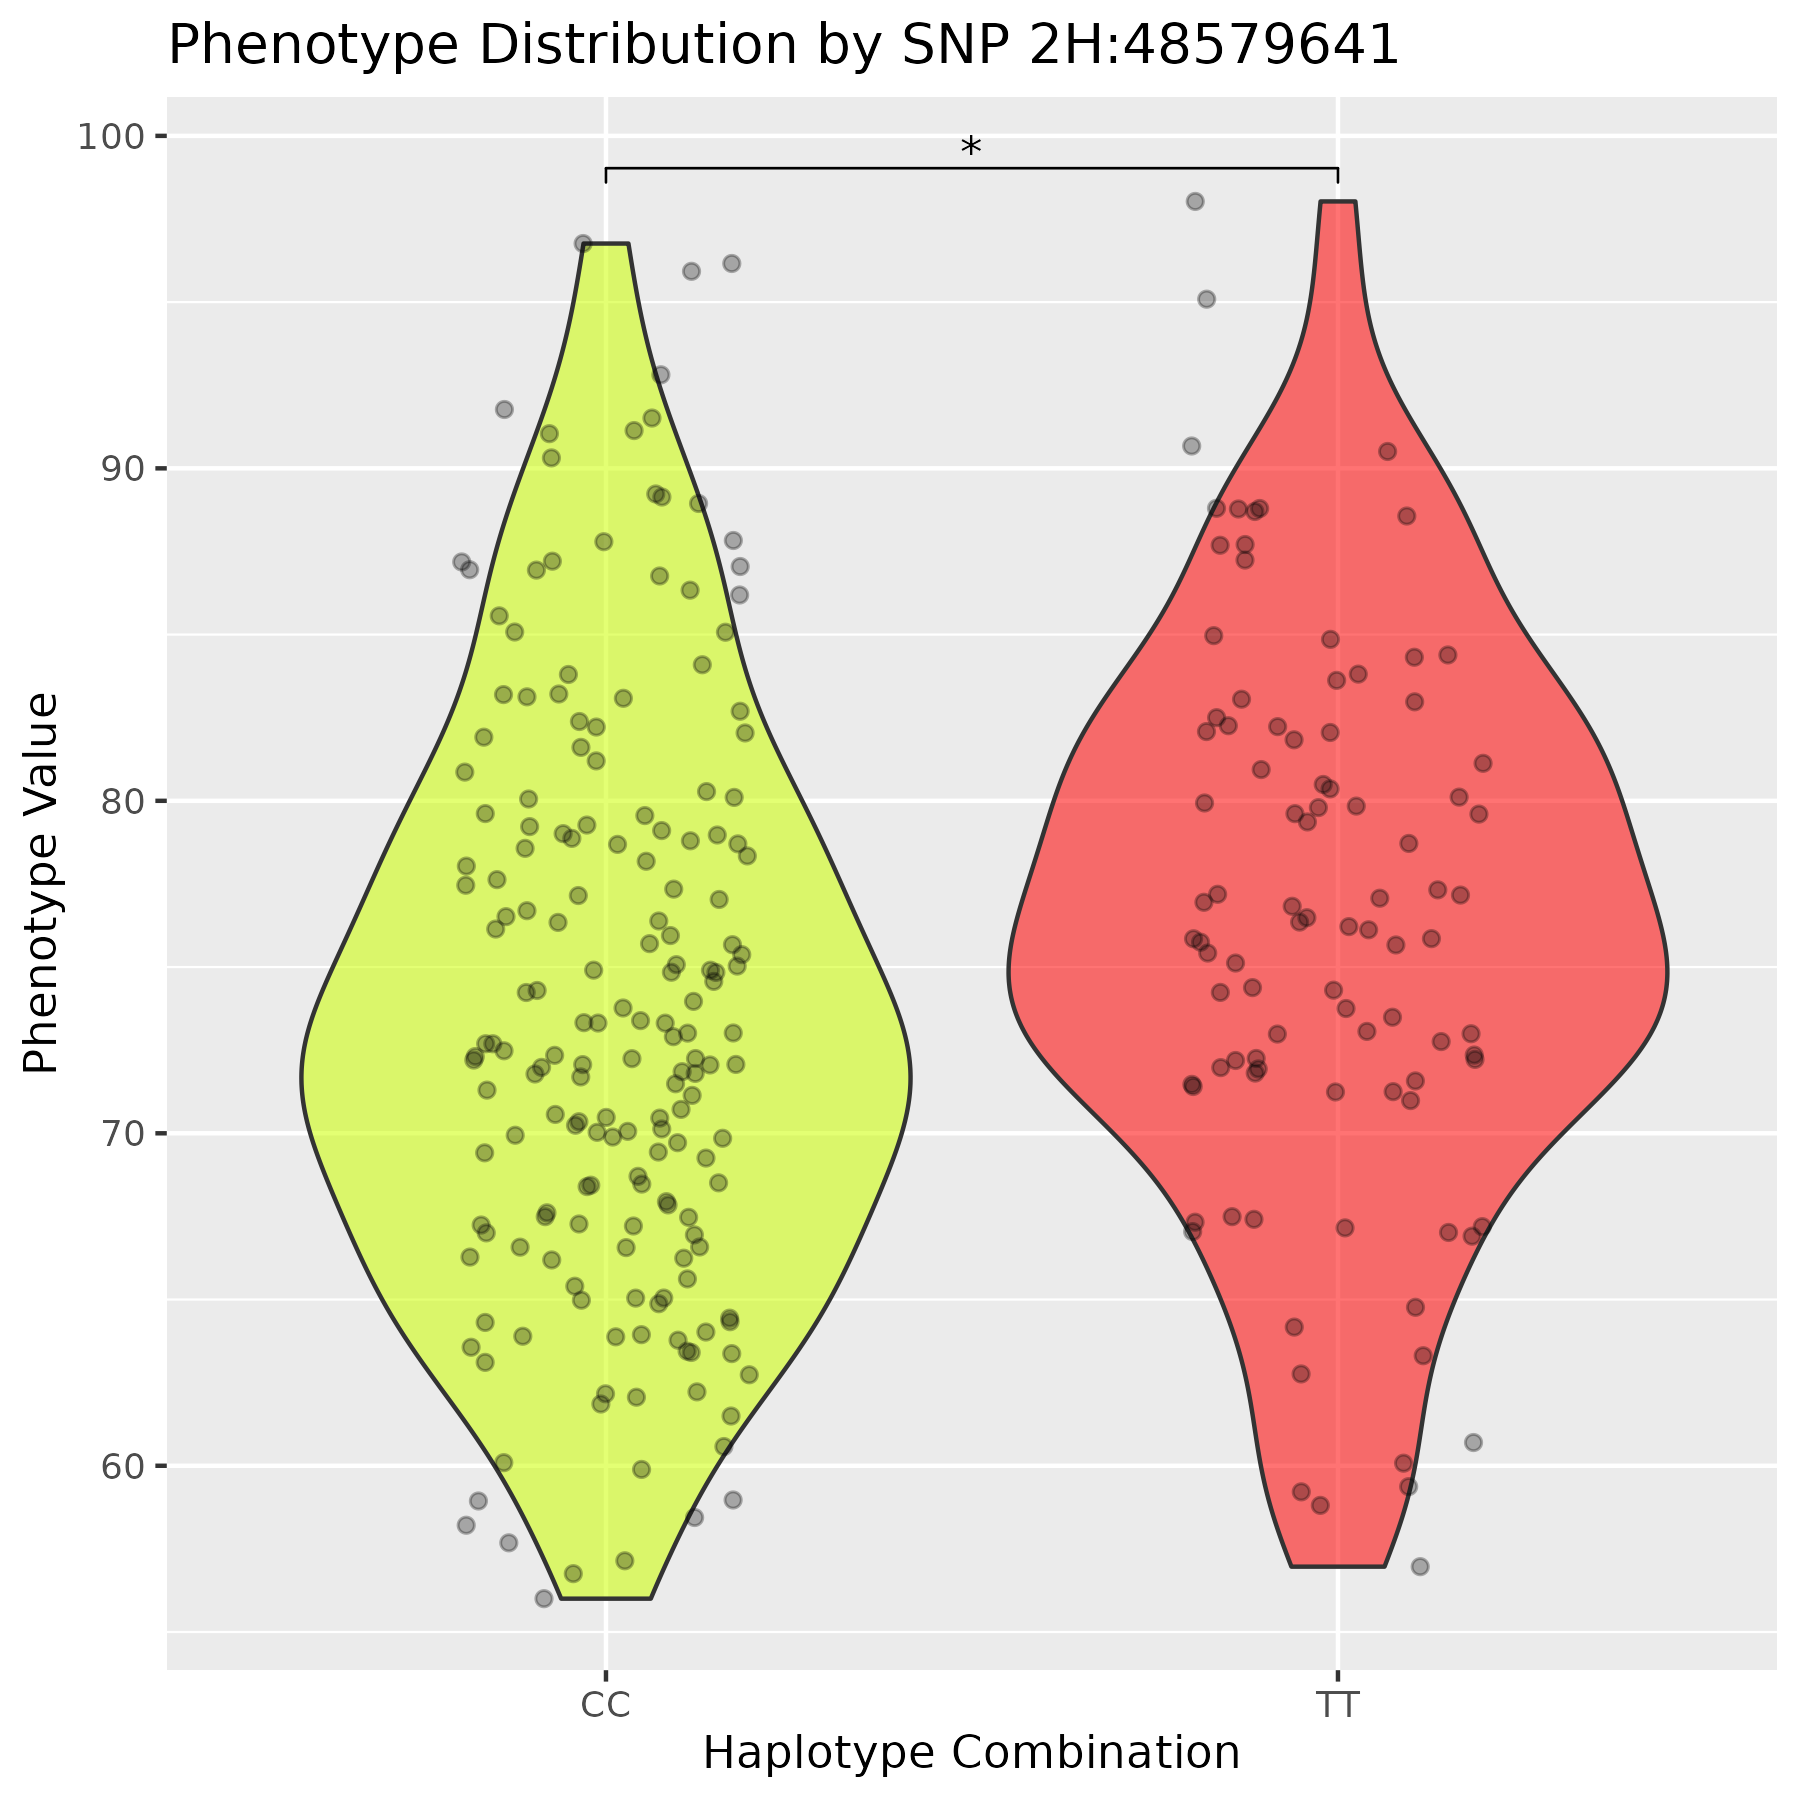 Phenotype Distribution by SNP 2H:48579641
*
100
90
80
70
60
Phenotype Value
CC
TT
Haplotype Combination